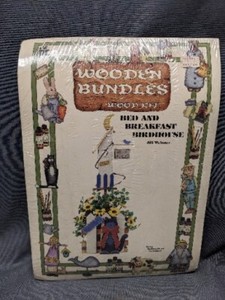 WOODEN
BUNDLES
WOOD KIT
BED AND
BREAKFAST
BIRDHOUSE